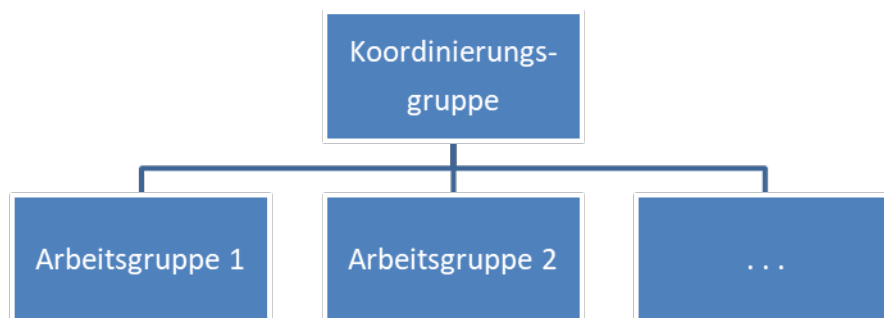 Koordinierungs-
gruppe
Arbeitsgruppe 1
Arbeitsgruppe 2
. . .